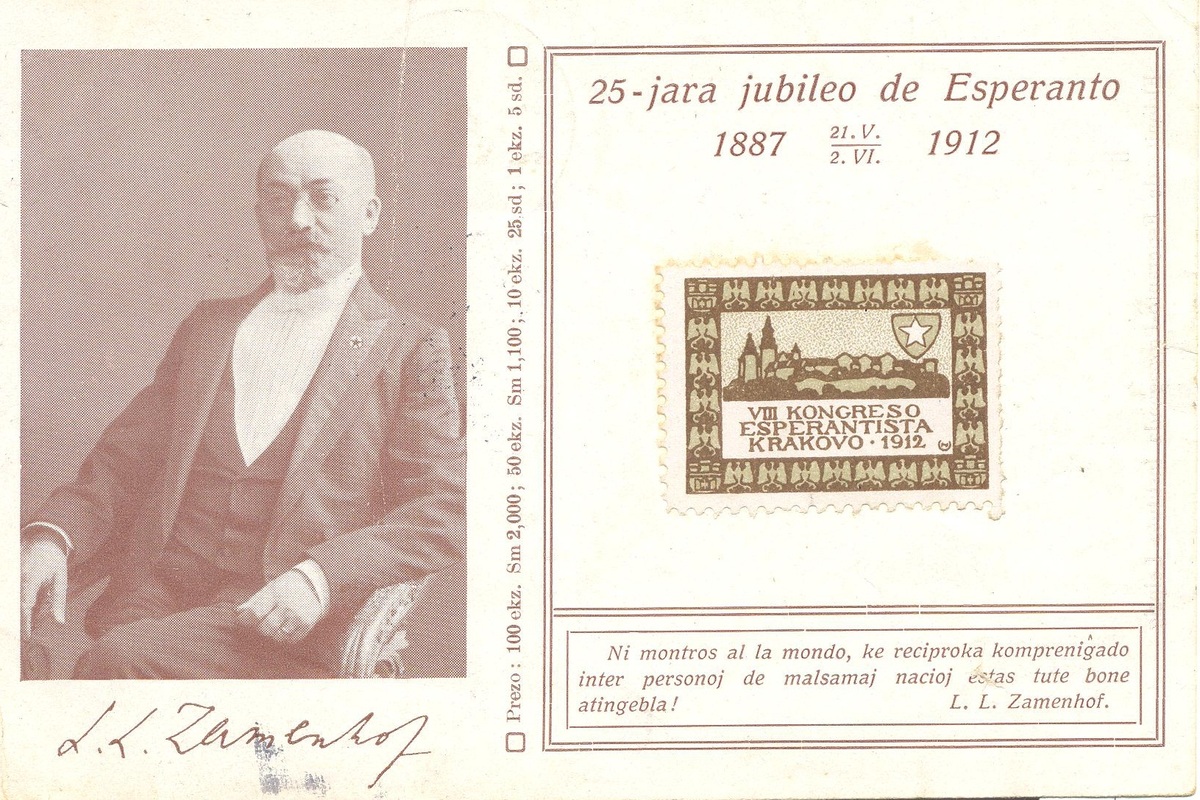 L. L. Zamenhof
Prezo: 100 ekz. Sm 2,000; 50 ekz. Sm 1,100; 10 ekz. 25 sd; 1 ekz. 5 sd.
25-jara jubileo de Esperanto
1887 21. V. 2. VI. 1912
VIII KONGRESO
ESPERANTISTA
KRAKOVO · 1912
Ni montros al la mondo, ke reciproka kompreniĝado
inter personoj de malsamaj nacioj estas tute bone
atingebla! L. L. Zamenhof.